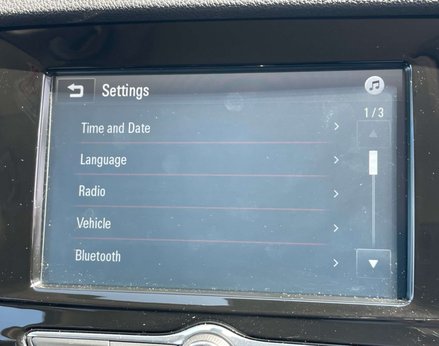 Settings
1/3
Time and Date
Language
Radio
Vehicle
Bluetooth